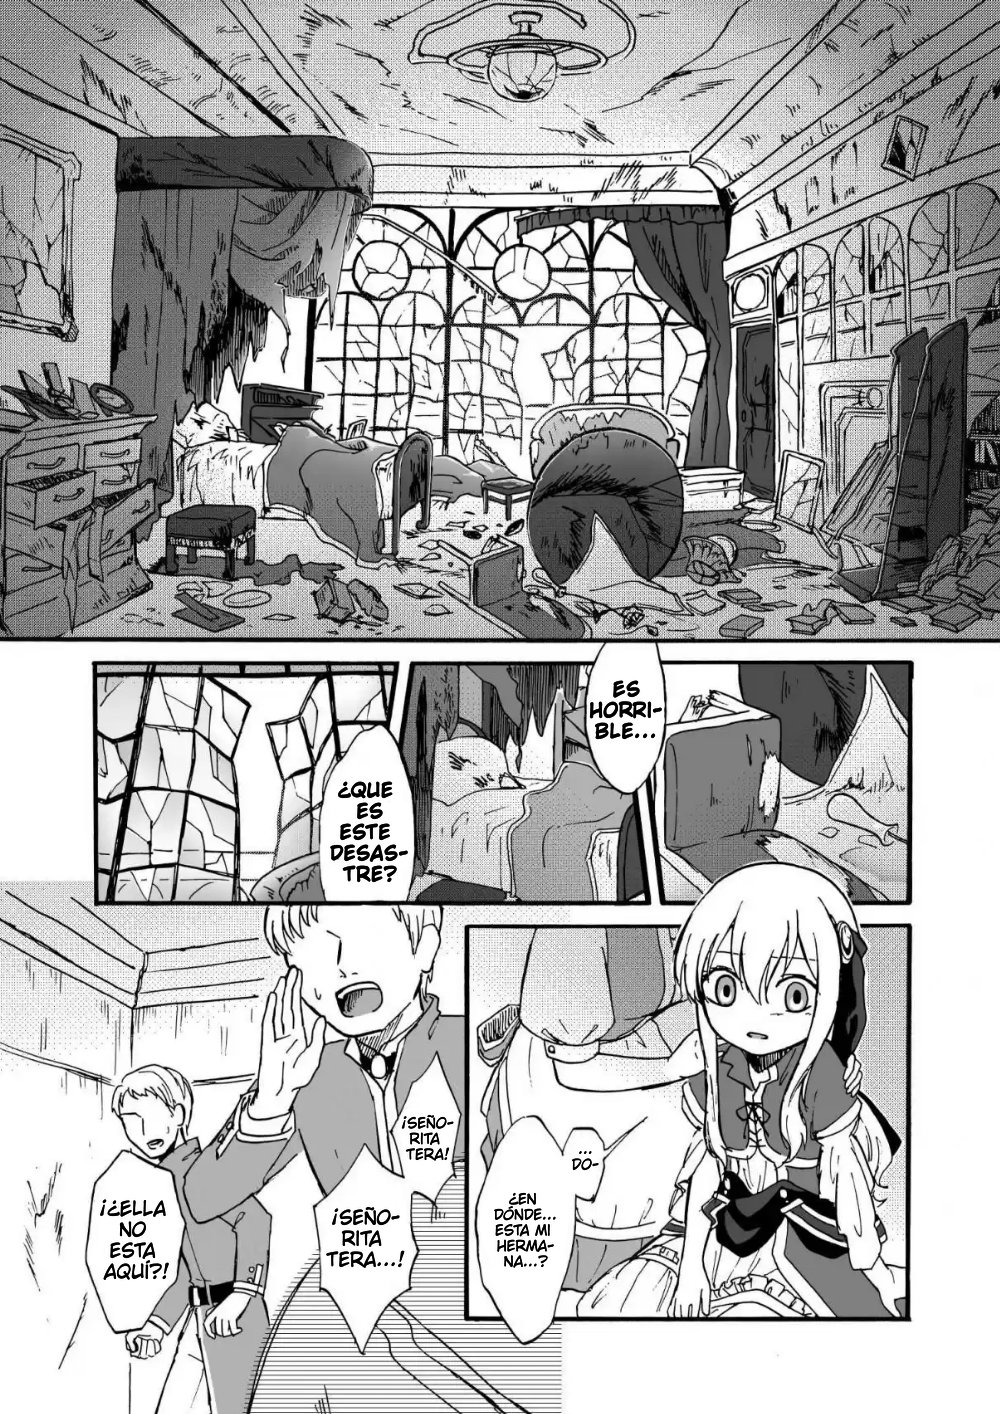 ES
HORRI-
BLE...
¿QUE
ES
ESTE
DESAS-
TRE?
...
DO-
¿EN
DÓNDE...
ESTA MI
HERMA-
NA...?
¡SEÑO-
RITA
TERA!
¡SEÑO-
RITA
TERA...!
¡¿ELLA
NO
ESTA
AQUÍ?!